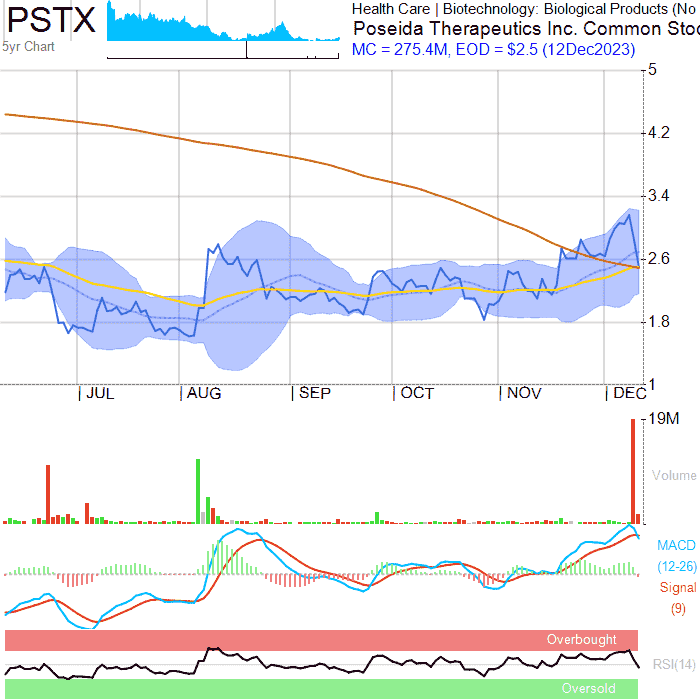 PSTX
5yr Chart
Health Care | Biotechnology: Biological Products (No
Poseida Therapeutics Inc. Common Stoc
MC = 275.4M, EOD = $2.5 (12Dec2023)
5
4.2
3.4
2.6
1.8
1
| JUL | AUG | SEP | OCT | NOV | DEC
19M
Volume
MACD
(12-26)
Signal
(9)
Overbought
RSI(14)
Oversold